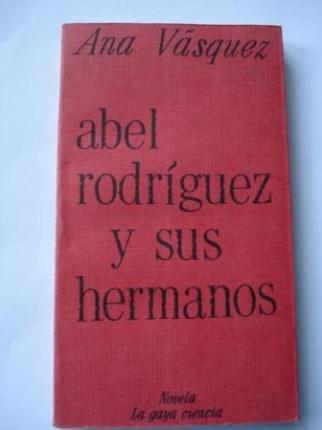 Ana Vásquez
abel
rodríguez
y sus
hermanos
Novela
La gaya ciencia